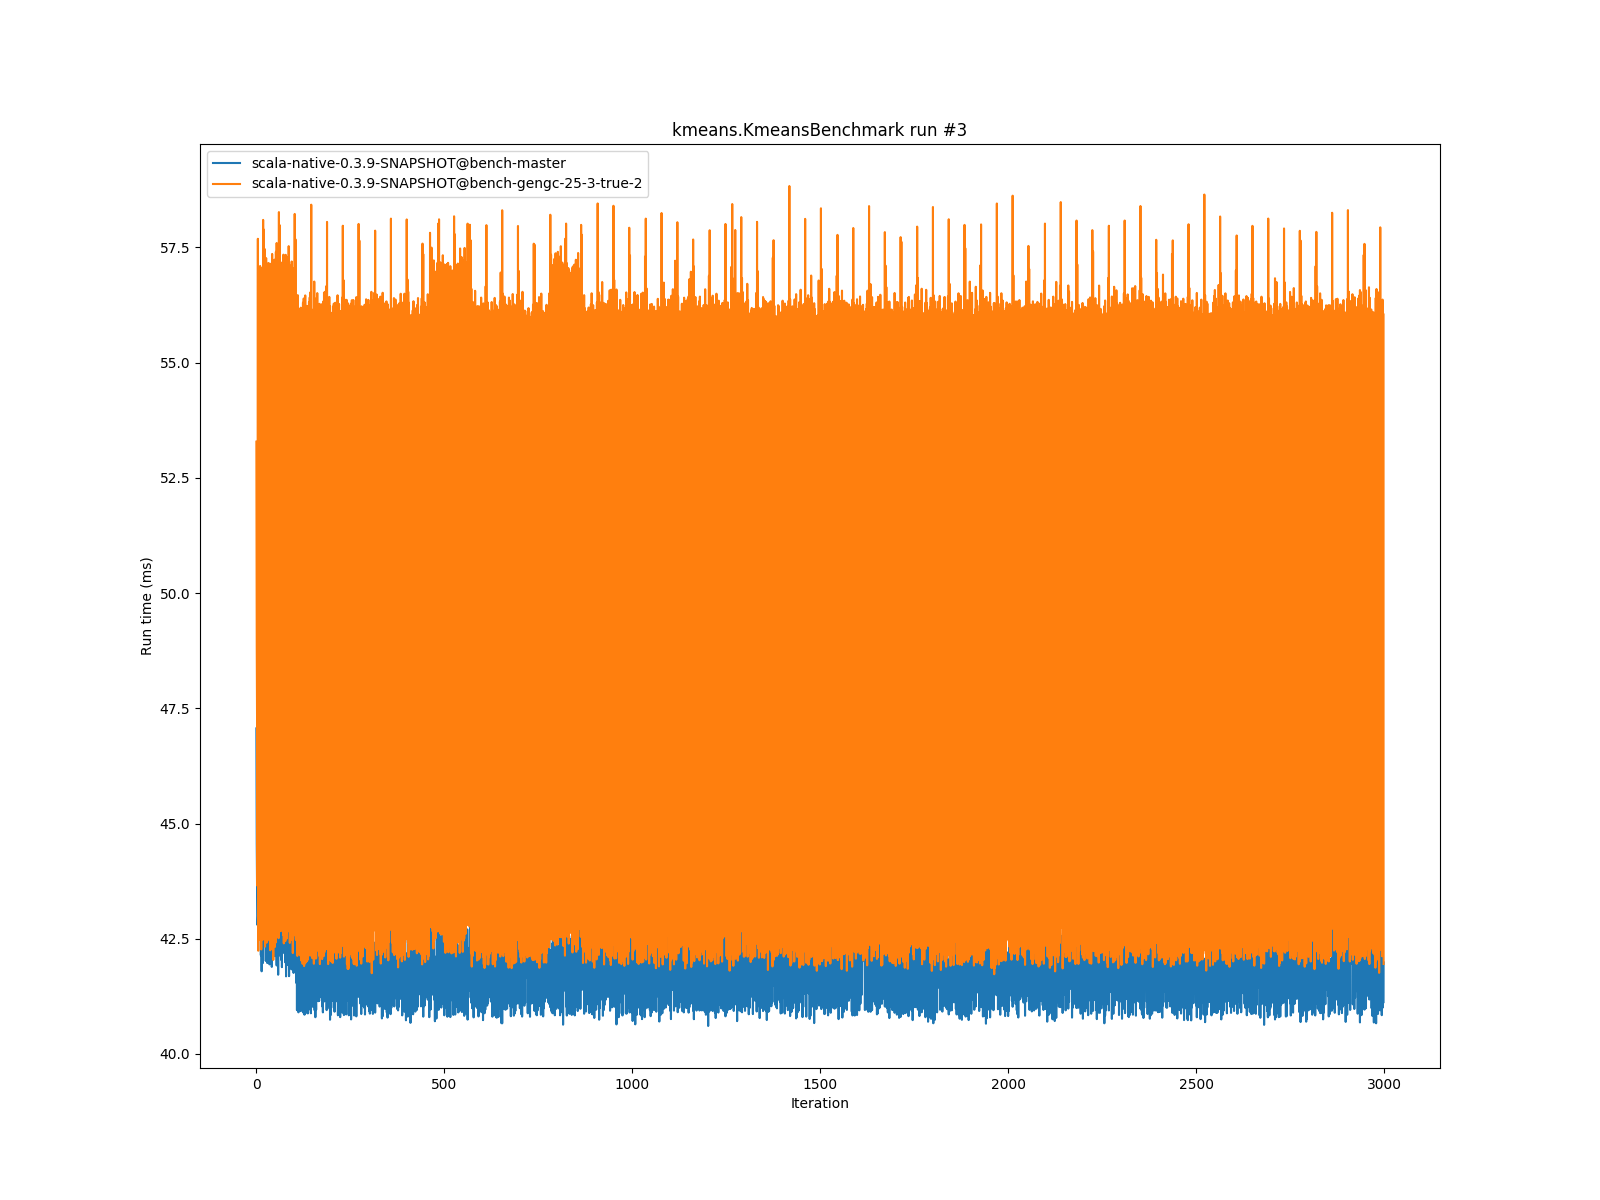 kmeans.KmeansBenchmark run #3
scala-native-0.3.9-SNAPSHOT@bench-master
scala-native-0.3.9-SNAPSHOT@bench-gengc-25-3-true-2
57.5
55.0
52.5
50.0
47.5
45.0
42.5
40.0
Run time (ms)
0 500 1000 1500 2000 2500 3000
Iteration